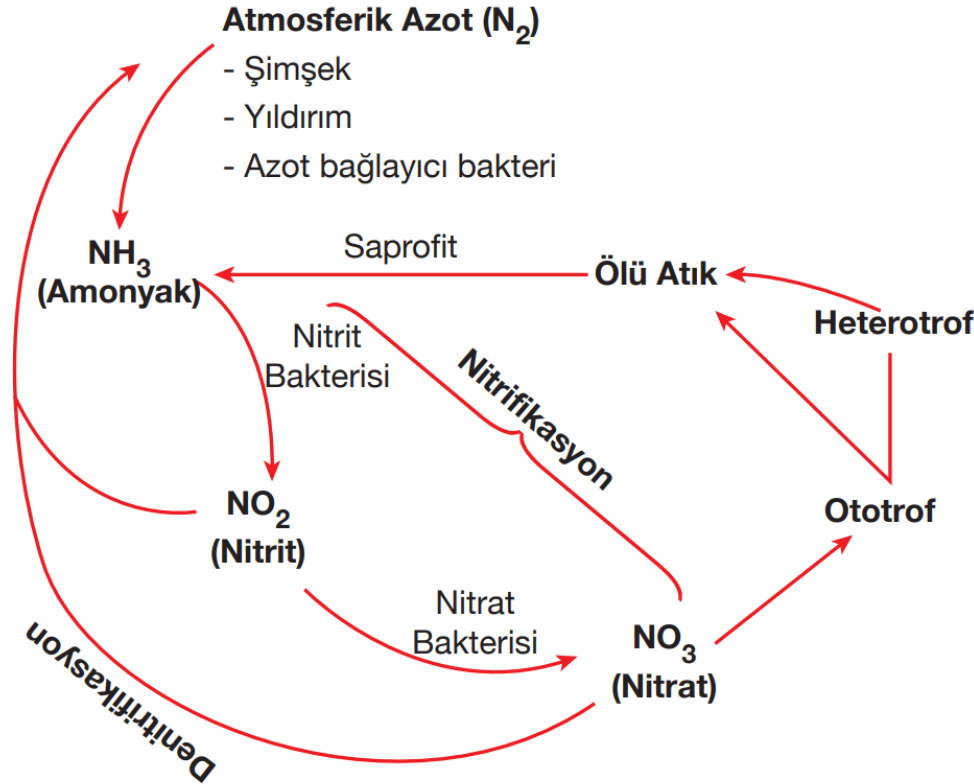 Atmosferik Azot (N₂)
- Şimşek
- Yıldırım
- Azot bağlayıcı bakteri
NH₃
(Amonyak)
Saprofit
Ölü Atık
Heterotrof
Nitrit
Bakterisi
Nitrifikasyon
NO₂
(Nitrit)
Ototrof
Nitrat
Bakterisi
NO₃
(Nitrat)
Denitrifikasyon